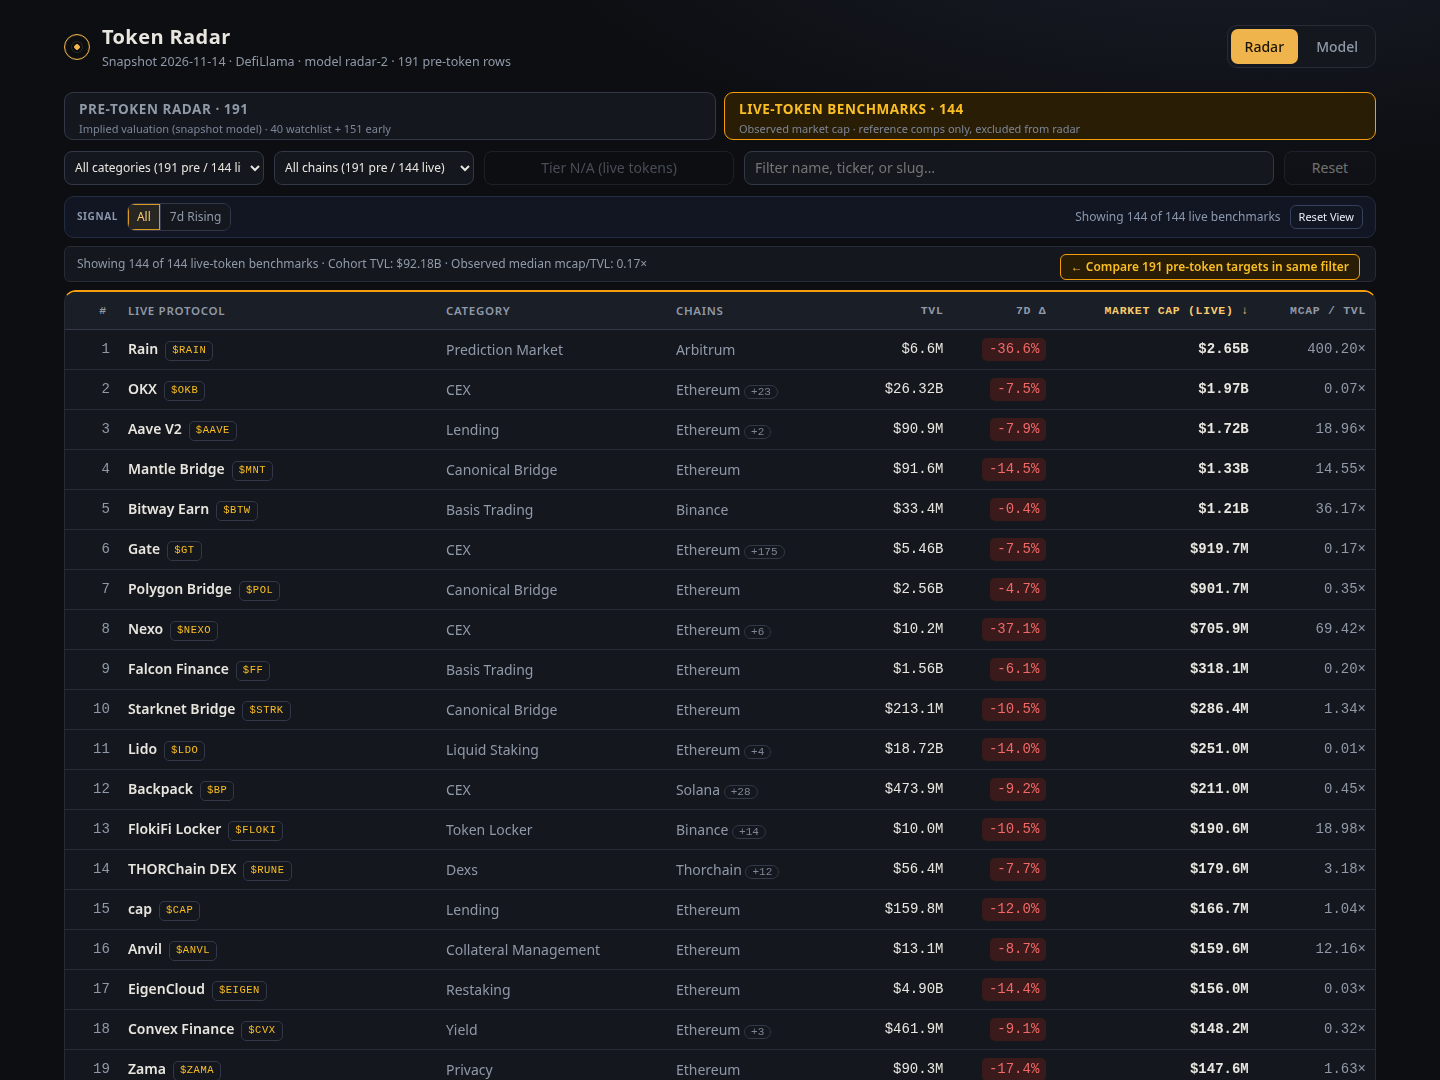 Token Radar
Snapshot 2026-11-14 · DefiLlama · model radar-2 · 191 pre-token rows
Radar Model
PRE-TOKEN RADAR · 191
Implied valuation (snapshot model) · 40 watchlist + 151 early
LIVE-TOKEN BENCHMARKS · 144
Observed market cap · reference comps only, excluded from radar
All categories (191 pre / 144 li All chains (191 pre / 144 live) Tier N/A (live tokens) Filter name, ticker, or slug... Reset
SIGNAL All 7d Rising Showing 144 of 144 live benchmarks Reset View
Showing 144 of 144 live-token benchmarks · Cohort TVL: $92.18B · Observed median mcap/TVL: 0.17× ← Compare 191 pre-token targets in same filter
# LIVE PROTOCOL CATEGORY CHAINS TVL 7D Δ MARKET CAP (LIVE) ↓ MCAP / TVL
1 Rain $RAIN Prediction Market Arbitrum $6.6M -36.6% $2.65B 400.20×
2 OKX $OKB CEX Ethereum +23 $26.32B -7.5% $1.97B 0.07×
3 Aave V2 $AAVE Lending Ethereum +2 $90.9M -7.9% $1.72B 18.96×
4 Mantle Bridge $MNT Canonical Bridge Ethereum $91.6M -14.5% $1.33B 14.55×
5 Bitway Earn $BTW Basis Trading Binance $33.4M -0.4% $1.21B 36.17×
6 Gate $GT CEX Ethereum +175 $5.46B -7.5% $919.7M 0.17×
7 Polygon Bridge $POL Canonical Bridge Ethereum $2.56B -4.7% $901.7M 0.35×
8 Nexo $NEXO CEX Ethereum +6 $10.2M -37.1% $705.9M 69.42×
9 Falcon Finance $FF Basis Trading Ethereum $1.56B -6.1% $318.1M 0.20×
10 Starknet Bridge $STRK Canonical Bridge Ethereum $213.1M -10.5% $286.4M 1.34×
11 Lido $LDO Liquid Staking Ethereum +4 $18.72B -14.0% $251.0M 0.01×
12 Backpack $BP CEX Solana +28 $473.9M -9.2% $211.0M 0.45×
13 FlokiFi Locker $FLOKI Token Locker Binance +14 $10.0M -10.5% $190.6M 18.98×
14 THORChain DEX $RUNE Dexs Thorchain +12 $56.4M -7.7% $179.6M 3.18×
15 cap $CAP Lending Ethereum $159.8M -12.0% $166.7M 1.04×
16 Anvil $ANVL Collateral Management Ethereum $13.1M -8.7% $159.6M 12.16×
17 EigenCloud $EIGEN Restaking Ethereum $4.90B -14.4% $156.0M 0.03×
18 Convex Finance $CVX Yield Ethereum +3 $461.9M -9.1% $148.2M 0.32×
19 Zama $ZAMA Privacy Ethereum $90.3M -17.4% $147.6M 1.63×